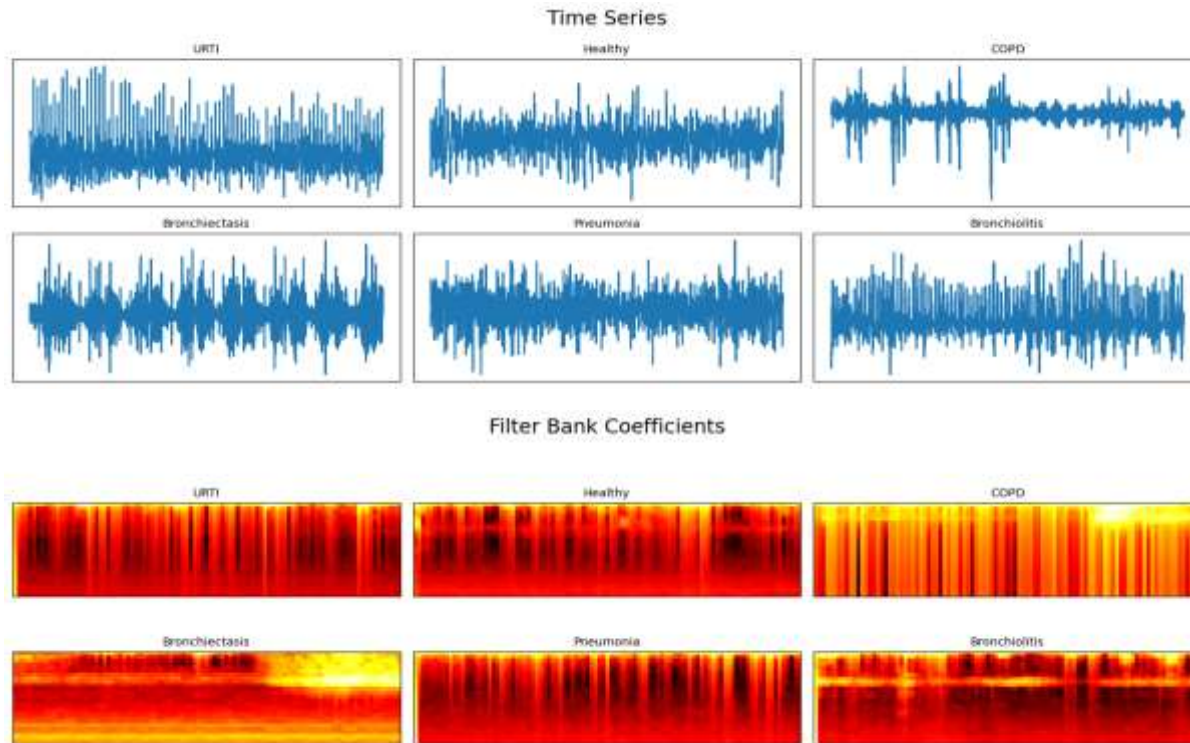 Time Series
URTI
Healthy
COPD
Bronchiectasis
Pneumonia
Bronchiolitis
Filter Bank Coefficients
URTI
Healthy
COPD
Bronchiectasis
Pneumonia
Bronchiolitis